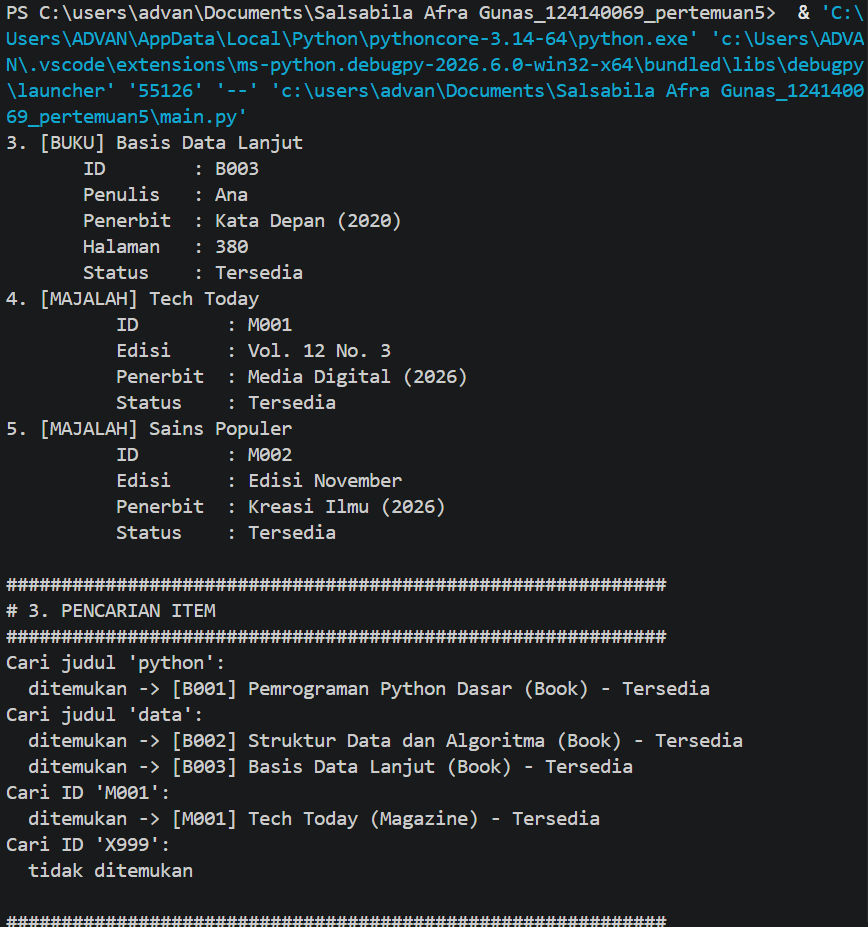 PS C:\users\advan\Documents\Salsabila Afra Gunas_124140069_pertemuan5>  & 'C:\
Users\ADVAN\AppData\Local\Python\pythoncore-3.14-64\python.exe' 'c:\Users\ADVA
N\.vscode\extensions\ms-python.debugpy-2026.6.0-win32-x64\bundled\libs\debugpy
\launcher' '55126' '--' 'c:\users\advan\Documents\Salsabila Afra Gunas_1241400
69_pertemuan5\main.py'
3. [BUKU] Basis Data Lanjut
       ID        : B003
       Penulis   : Ana
       Penerbit  : Kata Depan (2020)
       Halaman   : 380
       Status    : Tersedia
4. [MAJALAH] Tech Today
          ID        : M001
          Edisi     : Vol. 12 No. 3
          Penerbit  : Media Digital (2026)
          Status    : Tersedia
5. [MAJALAH] Sains Populer
          ID        : M002
          Edisi     : Edisi November
          Penerbit  : Kreasi Ilmu (2026)
          Status    : Tersedia

############################################################
# 3. PENCARIAN ITEM
############################################################
Cari judul 'python':
  ditemukan -> [B001] Pemrograman Python Dasar (Book) - Tersedia
Cari judul 'data':
  ditemukan -> [B002] Struktur Data dan Algoritma (Book) - Tersedia
  ditemukan -> [B003] Basis Data Lanjut (Book) - Tersedia
Cari ID 'M001':
  ditemukan -> [M001] Tech Today (Magazine) - Tersedia
Cari ID 'X999':
  tidak ditemukan

############################################################